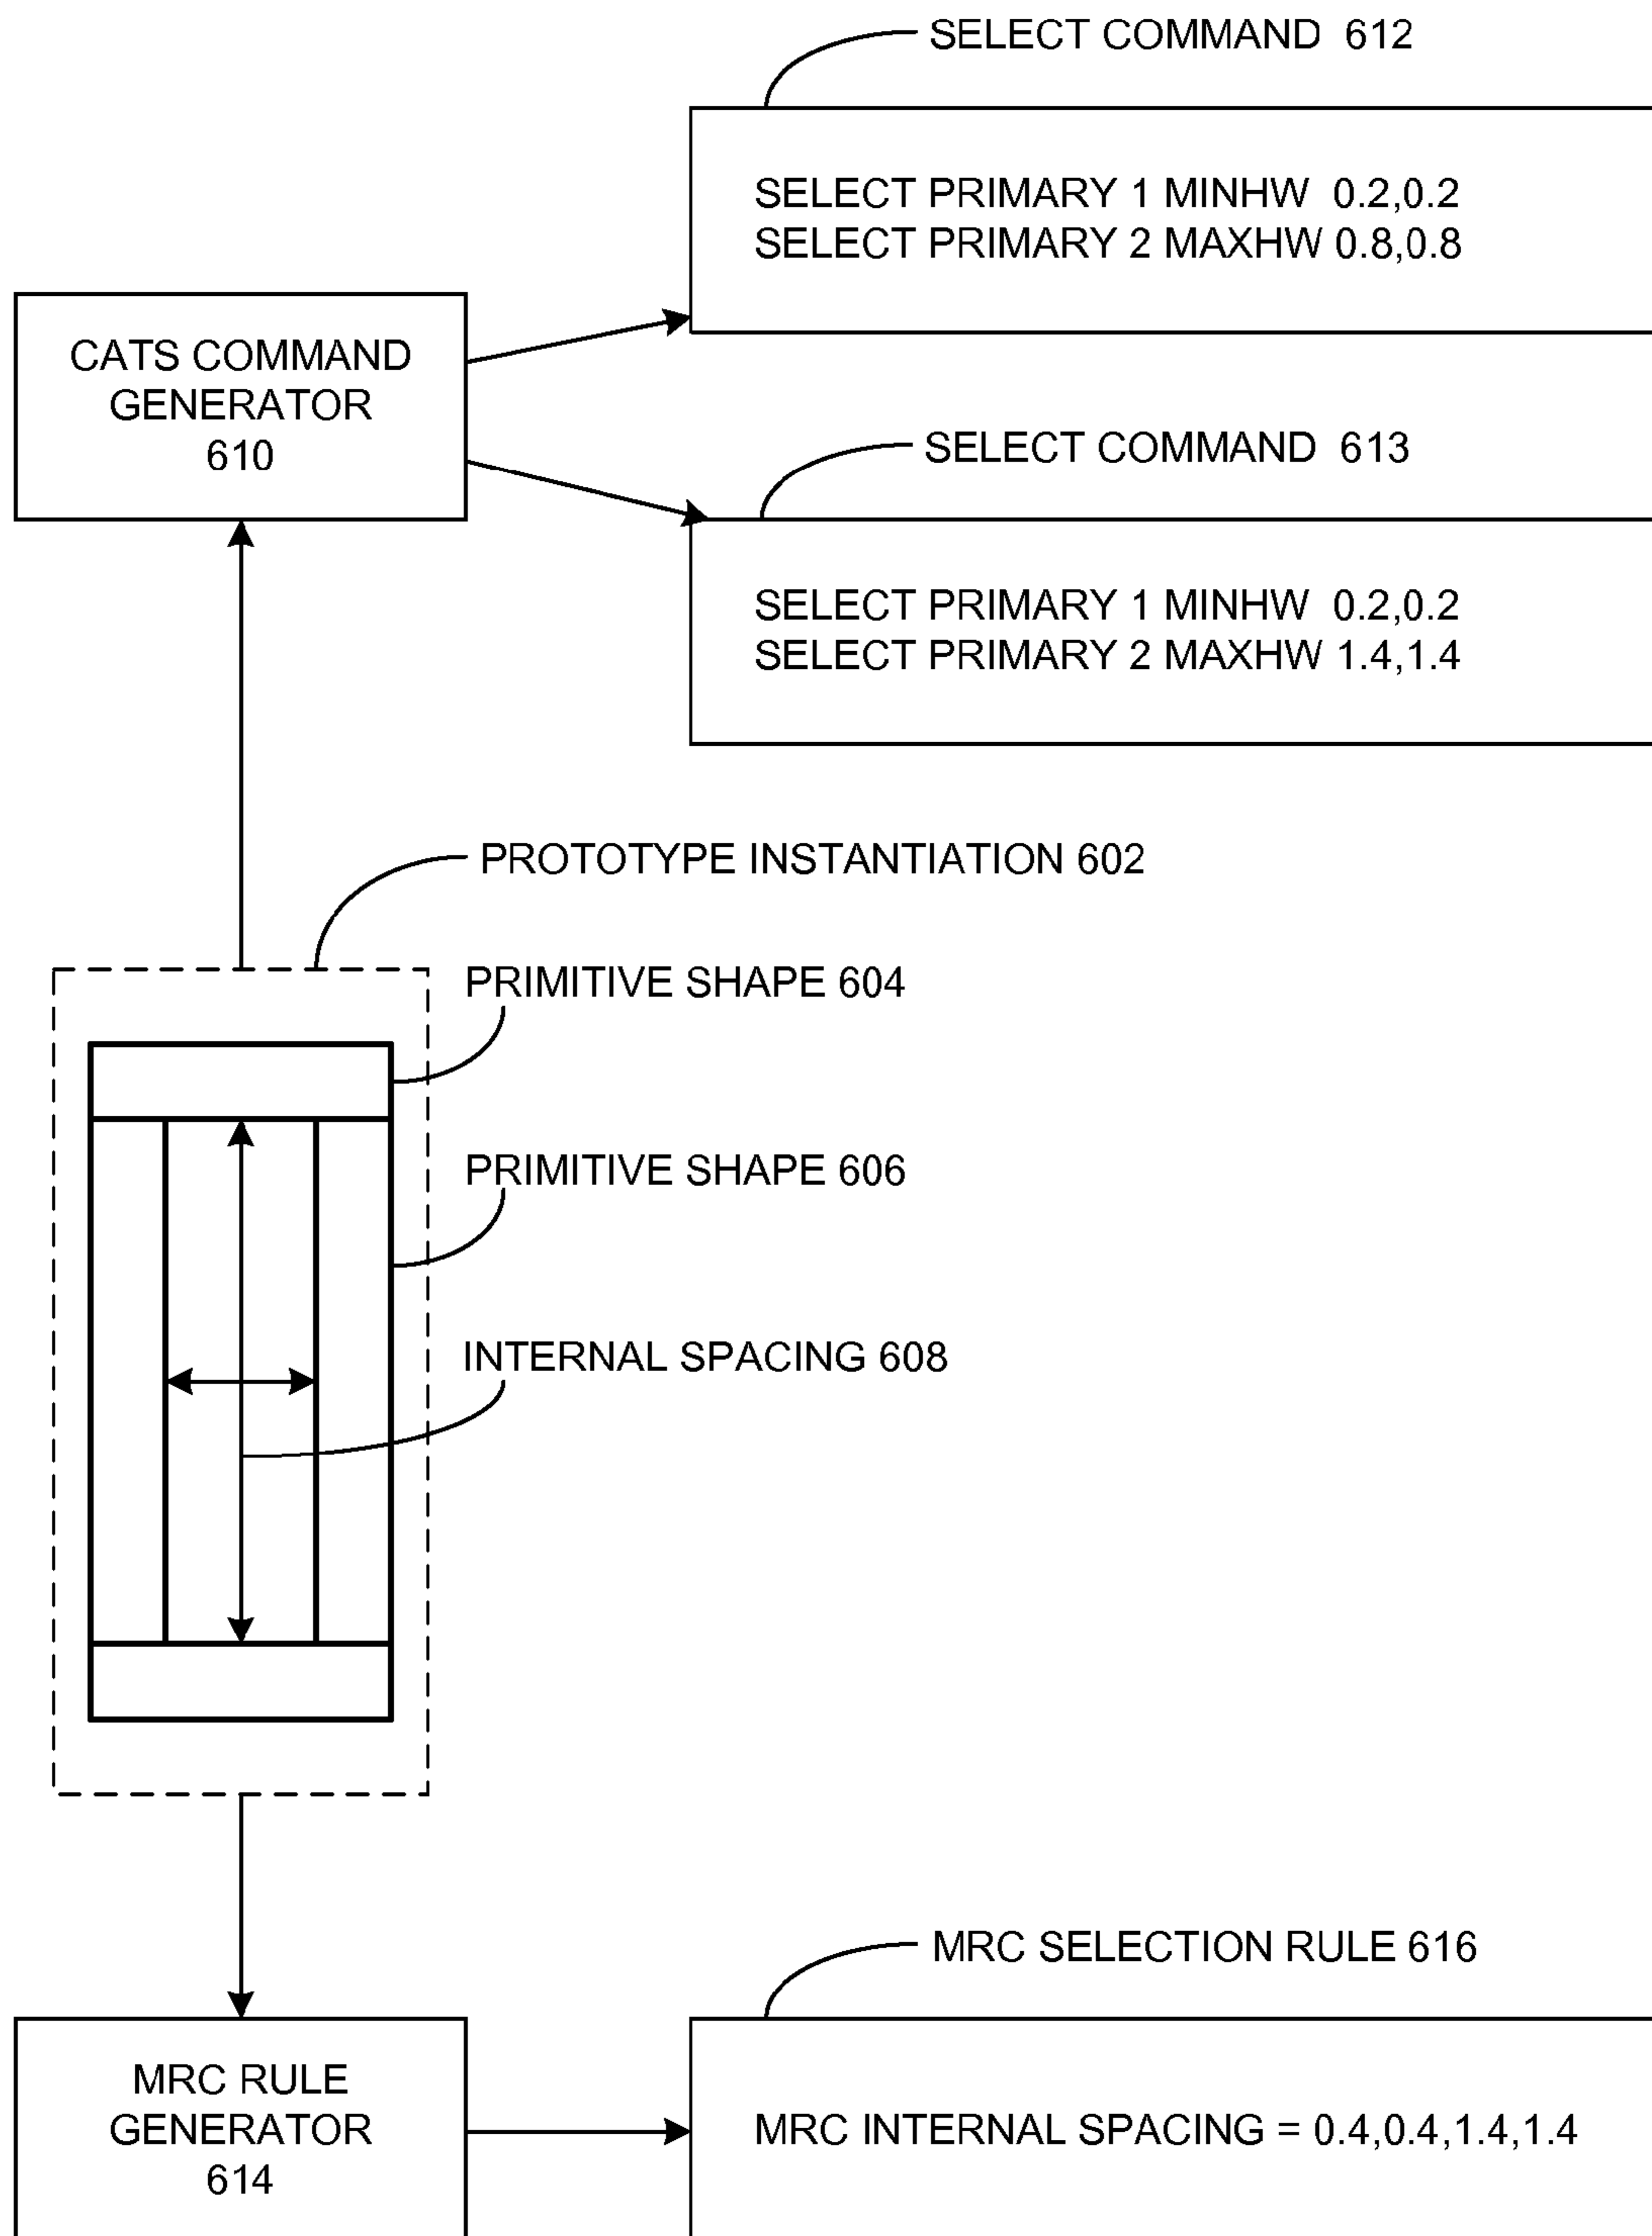 SELECT COMMAND 612
SELECT PRIMARY 1 MINHW 0.2,0.2
SELECT PRIMARY 2 MAXHW 0.8,0.8
CATS COMMAND
GENERATOR
610
SELECT COMMAND 613
SELECT PRIMARY 1 MINHW 0.2,0.2
SELECT PRIMARY 2 MAXHW 1.4,1.4
PROTOTYPE INSTANTIATION 602
PRIMITIVE SHAPE 604
PRIMITIVE SHAPE 606
INTERNAL SPACING 608
MRC SELECTION RULE 616
MRC RULE
GENERATOR
614
MRC INTERNAL SPACING = 0.4,0.4,1.4,1.4